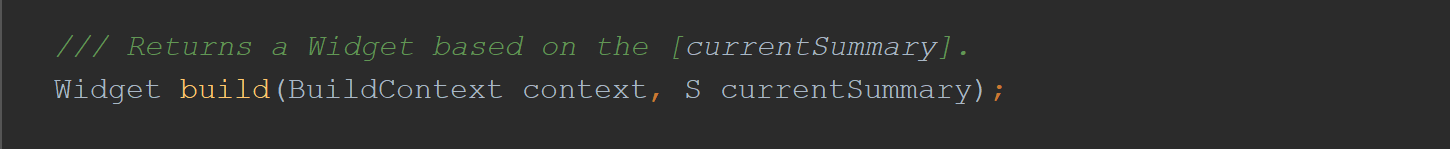 /// Returns a Widget based on the [currentSummary].
Widget build(BuildContext context, S currentSummary);